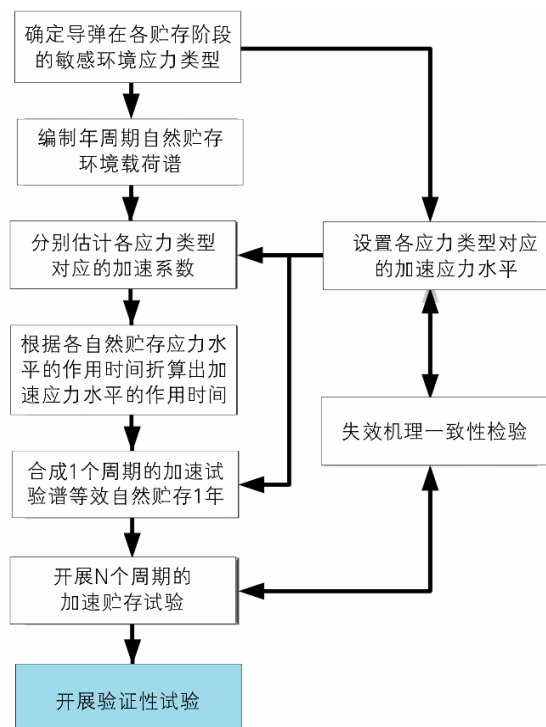 确定导弹在各贮存阶段
的敏感环境应力类型
编制年周期自然贮存
环境载荷谱
分别估计各应力类型
对应的加速系数
设置各应力类型对应
的加速应力水平
根据各自然贮存应力水
平的作用时间折算出加
速应力水平的作用时间
失效机理一致性检验
合成1个周期的加速试
验谱等效自然贮存1年
开展N个周期的
加速贮存试验
开展验证性试验